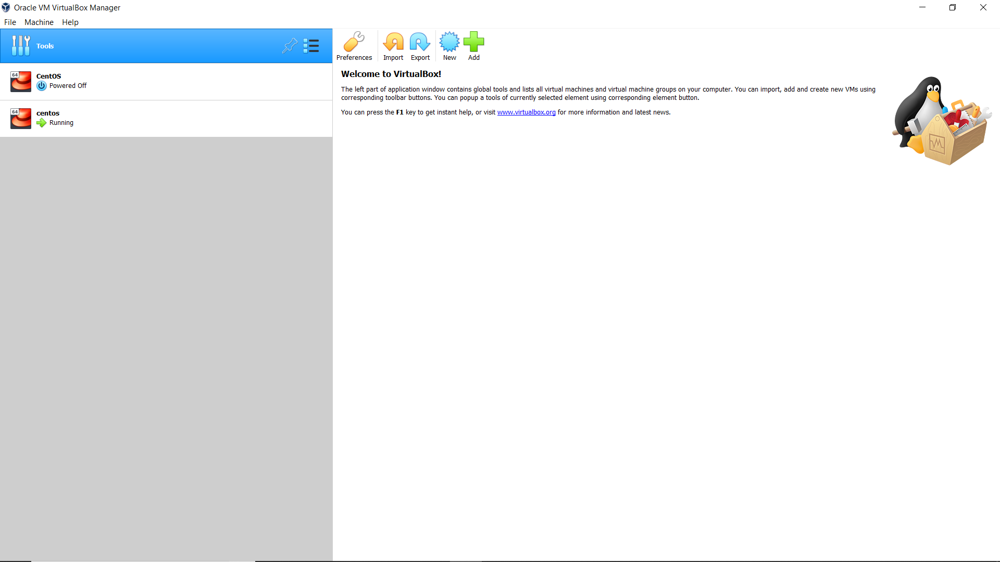 Oracle VM VirtualBox Manager
File Machine Help
Tools
64
CentOS
Powered Off
64
centos
Running
Preferences Import Export New Add
Welcome to VirtualBox!
The left part of application window contains global tools and lists all virtual machines and virtual machine groups on your computer. You can import, add and create new VMs using
corresponding toolbar buttons. You can popup a tools of currently selected element using corresponding element button.
You can press the F1 key to get instant help, or visit www.virtualbox.org for more information and latest news.
VM